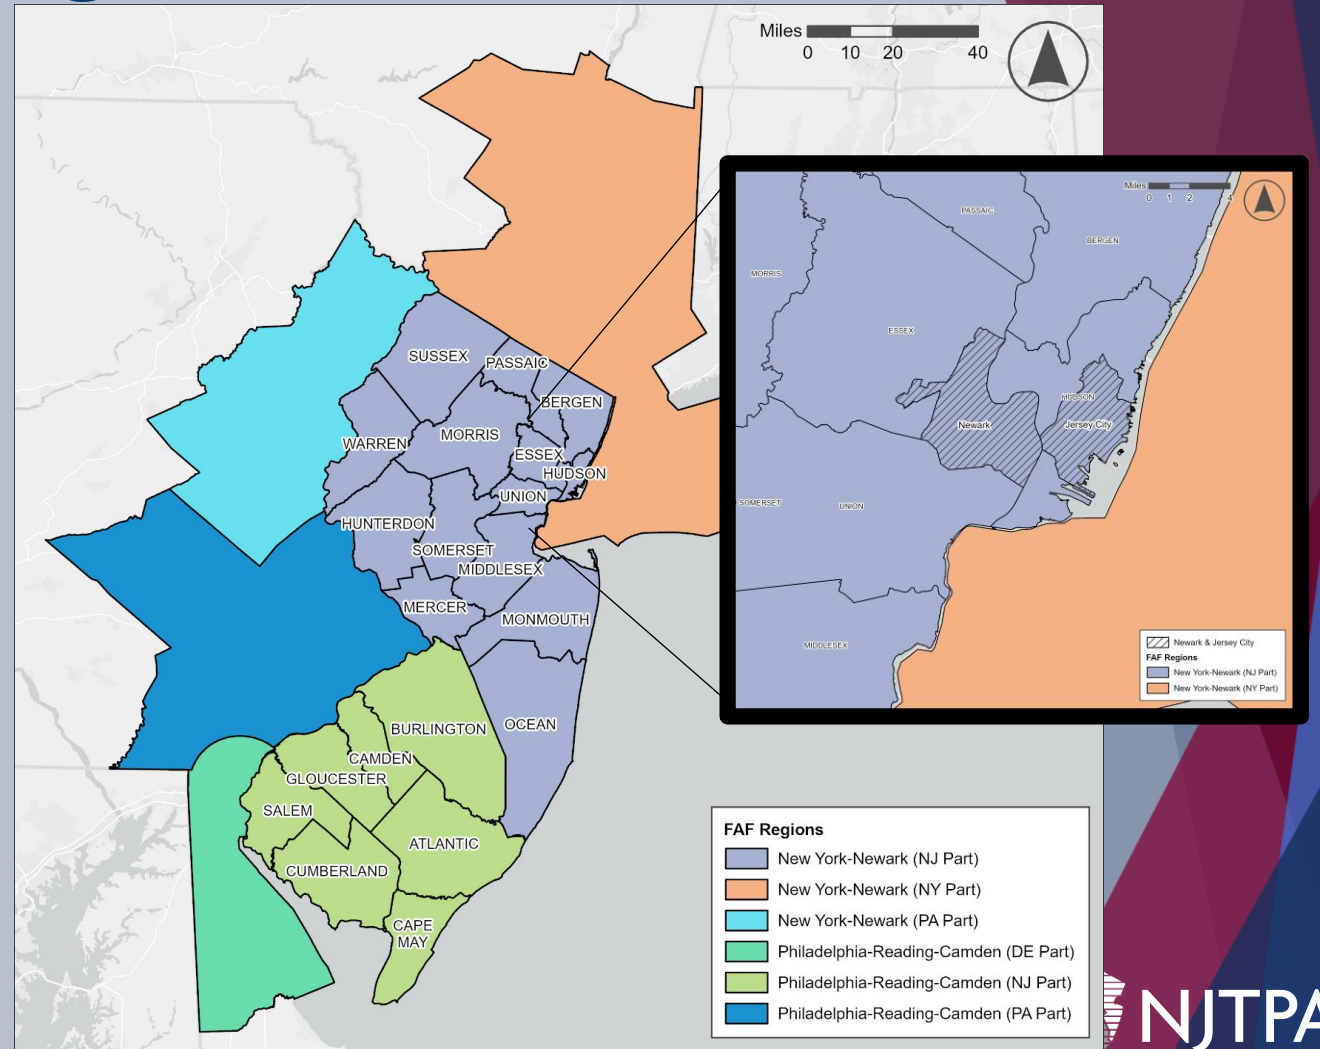 Miles
0 10 20 40
SUSSEX
PASSAIC
BERGEN
WARREN
MORRIS
ESSEX
HUDSON
UNION
HUNTERDON
SOMERSET
MIDDLESEX
MERCER
MONMOUTH
OCEAN
BURLINGTON
CAMDEN
GLOUCESTER
SALEM
ATLANTIC
CUMBERLAND
CAPE
MAY
Miles
0 1 2 4
PASSAIC
BERGEN
MORRIS
ESSEX
HUDSON
Newark
Jersey City
SOMERSET
UNION
MIDDLESEX
Newark & Jersey City
FAF Regions
New York-Newark (NJ Part)
New York-Newark (NY Part)
FAF Regions
New York-Newark (NJ Part)
New York-Newark (NY Part)
New York-Newark (PA Part)
Philadelphia-Reading-Camden (DE Part)
Philadelphia-Reading-Camden (NJ Part)
Philadelphia-Reading-Camden (PA Part)
NJTPA